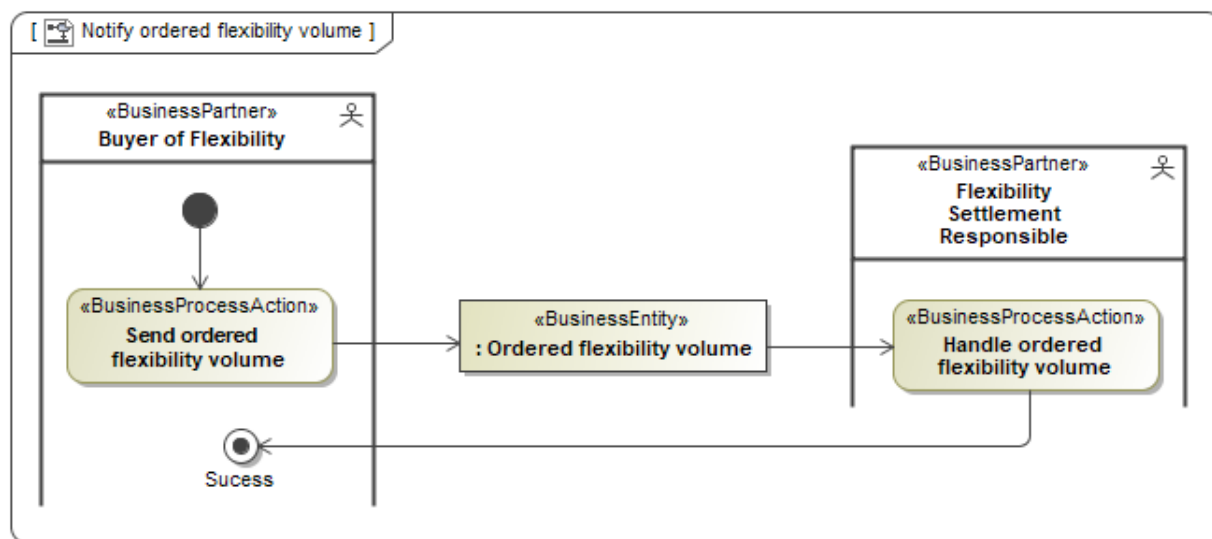 [ Notify ordered flexibility volume ]
«BusinessPartner»
Buyer of Flexibility
«BusinessPartner»
Flexibility
Settlement
Responsible
«BusinessProcessAction»
Send ordered
flexibility volume
«BusinessEntity»
: Ordered flexibility volume
«BusinessProcessAction»
Handle ordered
flexibility volume
Sucess